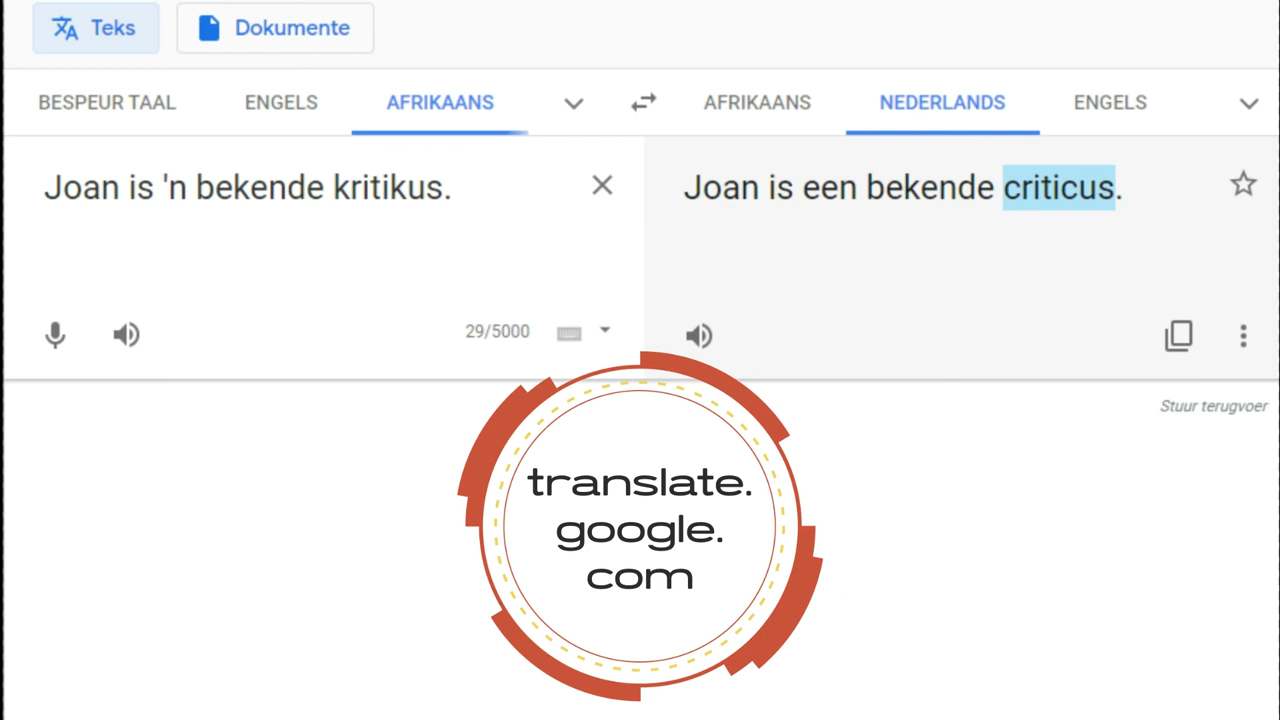 Teks Dokumente
BESPEUR TAAL ENGELS AFRIKAANS AFRIKAANS NEDERLANDS ENGELS
Joan is 'n bekende kritikus. Joan is een bekende criticus.
29/5000
Stuur terugvoer
translate.
google.
com